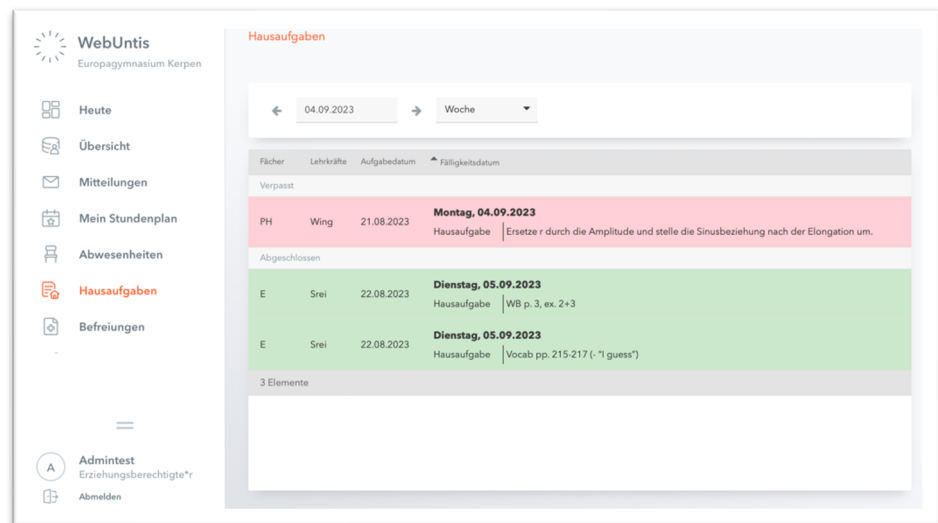 WebUntis
Europagymnasium Kerpen
Heute
Übersicht
Mitteilungen
Mein Stundenplan
Abwesenheiten
Hausaufgaben
Befreiungen
A
Admintest
Erziehungsberechtigte*r
Abmelden
Hausaufgaben
04.09.2023 Woche
Fächer Lehrkräfte Aufgabedatum Fälligkeitsdatum
Verpasst
Montag, 04.09.2023
PH Wing 21.08.2023
Hausaufgabe Ersetze r durch die Amplitude und stelle die Sinusbeziehung nach der Elongation um.
Abgeschlossen
Dienstag, 05.09.2023
E Srei 22.08.2023
Hausaufgabe WB p. 3, ex. 2+3
Dienstag, 05.09.2023
E Srei 22.08.2023
Hausaufgabe Vocab pp. 215-217 (- "I guess")
3 Elemente